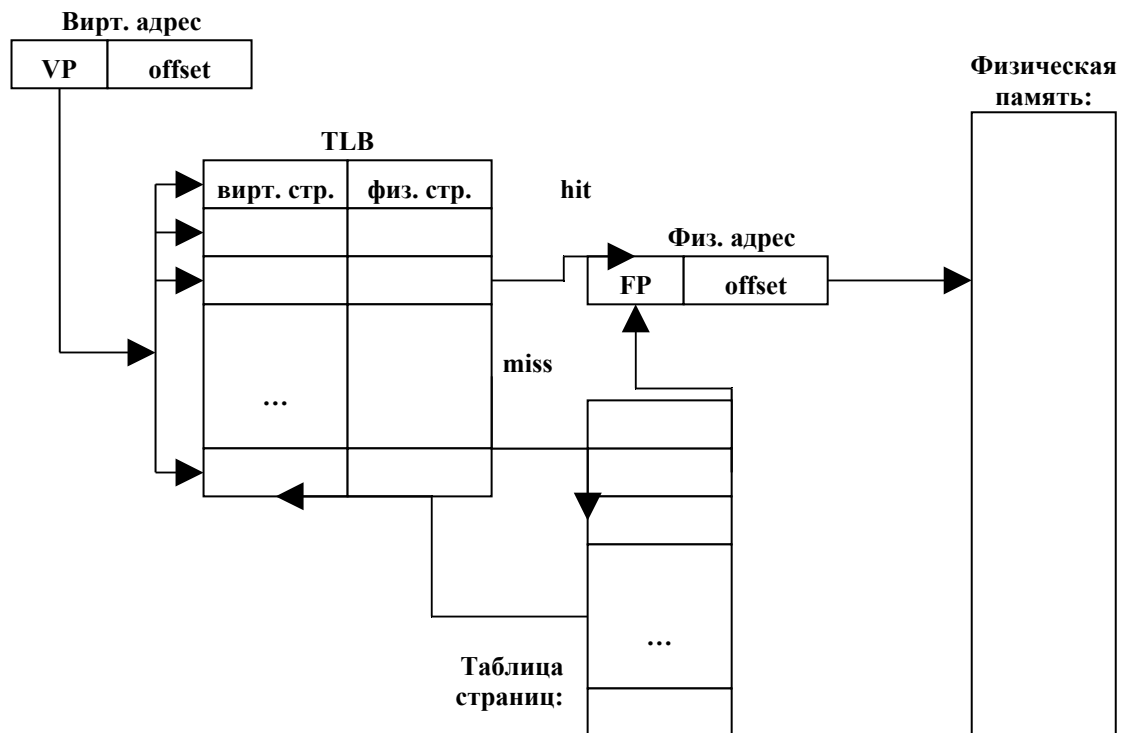 Вирт. адрес
VP offset
Физическая
память:
TLB
вирт. стр. физ. стр.
hit
Физ. адрес
FP offset
miss
…
…
Таблица
страниц: